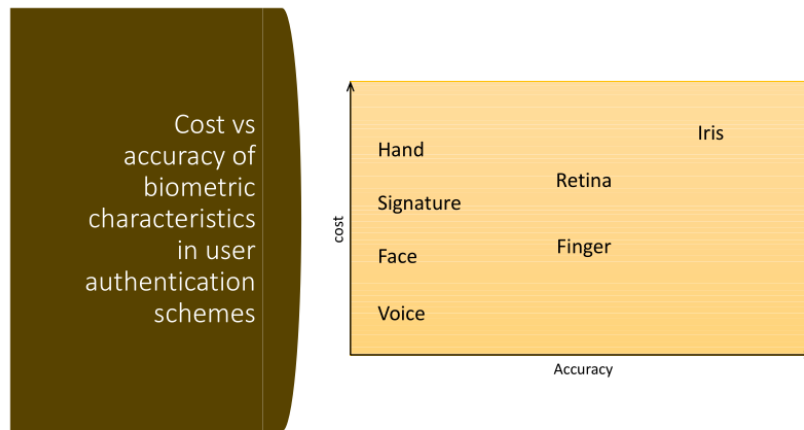 Cost vs
accuracy of
biometric
characteristics
in user
authentication
schemes
Iris
Hand
Retina
Signature
Finger
Face
Voice
cost
Accuracy